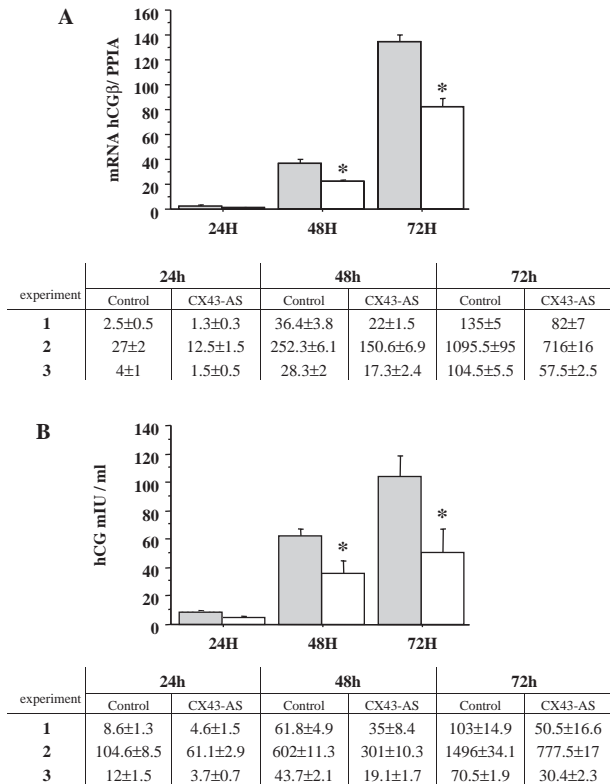 A
mRNA hCGβ/ PPIA
140
120
100
80
60
40
20
0
*
*
24H 48H 72H
24h 48h 72h
experiment Control CX43-AS Control CX43-AS Control CX43-AS
1 2.5±0.5 1.3±0.3 36.4±3.8 22±1.5 135±5 82±7
2 27±2 12.5±1.5 252.3±6.1 150.6±6.9 1095.5±95 716±16
3 4±1 1.5±0.5 28.3±2 17.3±2.4 104.5±5.5 57.5±2.5
B
hCG mIU / ml
140
120
100
80
60
40
20
0
*
*
24H 48H 72H
24h 48h 72h
experiment Control CX43-AS Control CX43-AS Control CX43-AS
1 8.6±1.3 4.6±1.5 61.8±4.9 35±8.4 103±14.9 50.5±16.6
2 104.6±8.5 61.1±2.9 602±11.3 301±10.3 1496±34.1 777.5±17
3 12±1.5 3.7±0.7 43.7±2.1 19.1±1.7 70.5±1.9 30.4±2.3